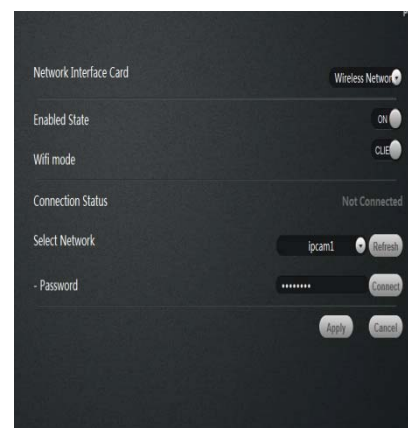 Network Interface Card Wireless Networ
Enabled State ON
Wifi mode CLIE
Connection Status Not Connected
Select Network ipcam1 Refresh
- Password •••••••• Connect
Apply Cancel